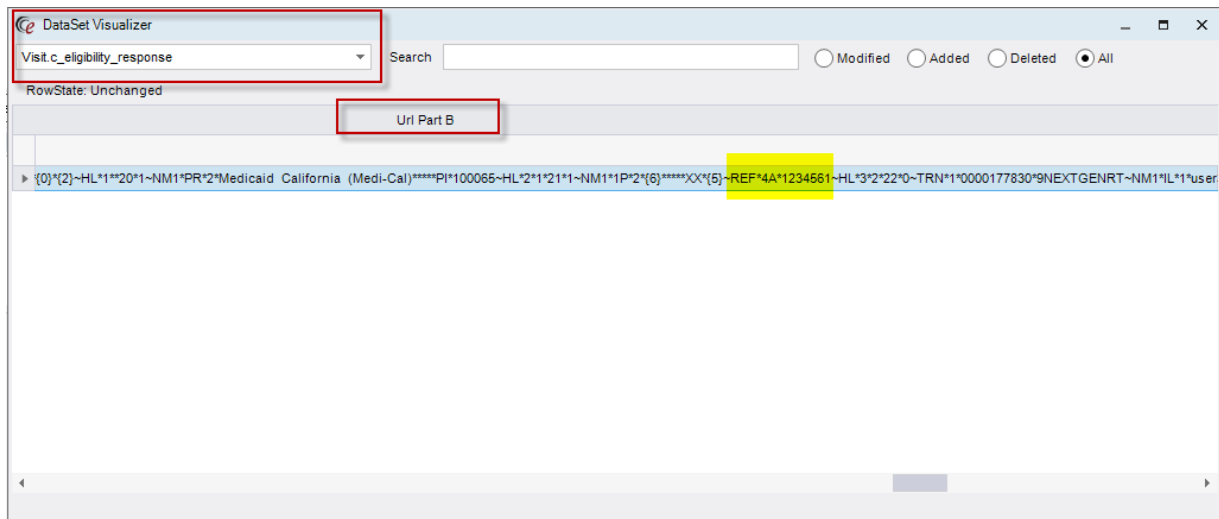 DataSet Visualizer
Visit.c_eligibility_response Search Modified Added Deleted All
RowState: Unchanged
Url Part B
*{0}*{2}~HL*1**20*1~NM1*PR*2*Medicaid California (Medi-Cal)*****PI*100065~HL*2*1*21*1~NM1*1P*2*{6}*****XX*{5}~REF*4A*1234561~HL*3*2*22*0~TRN*1*0000177830*9NEXTGENRT~NM1*IL*1*user